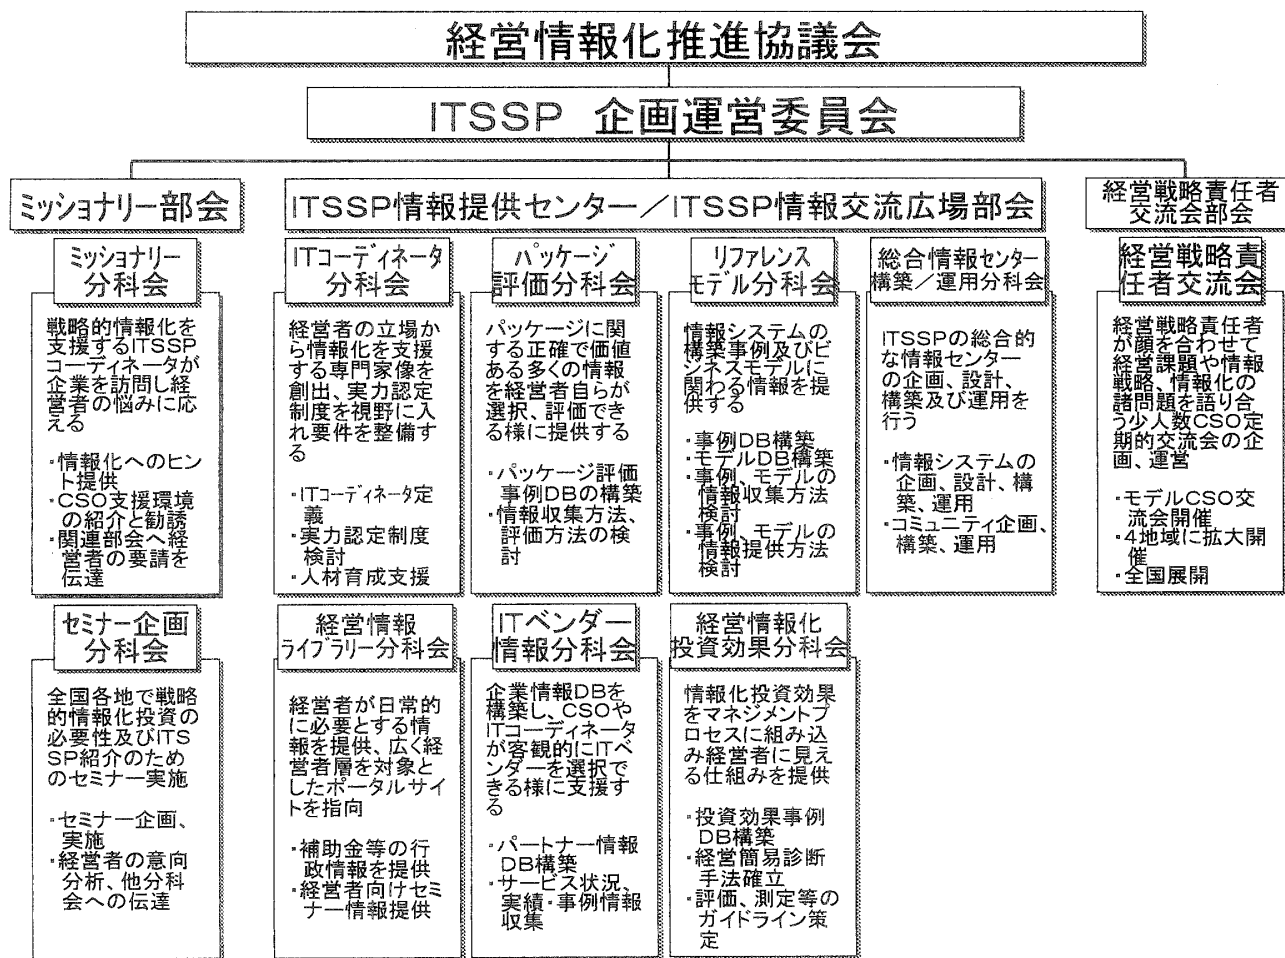 経営情報化推進協議会
ITSSP 企画運営委員会
ミッショナリー部会
ITSSP情報提供センター／ITSSP情報交流広場部会
経営戦略責任者
交流会部会
ミッショナリー
分科会
戦略的情報化を
支援するITSSP
コーディネータが
企業を訪問し経
営者の悩みに応
える
・情報化へのヒン
ト提供
・CSO支援環境
の紹介と勧誘
・関連部会へ経
営者の要請を
伝達
ITコーディネータ
分科会
経営者の立場か
ら情報化を支援
する専門家像を
創出、実力認定
制度を視野に入
れ要件を整備す
る
・ITコーディネータ定
義
・実力認定制度
検討
・人材育成支援
パッケージ
評価分科会
パッケージに関
する正確で価値
ある多くの情報
を経営者自らが
選択、評価でき
る様に提供する
・パッケージ評価
事例DBの構築
・情報収集方法、
評価方法の検
討
リファレンス
モデル分科会
情報システムの
構築事例及びビ
ジネスモデルに
関わる情報を提
供する
・事例DB構築
・モデルDB構築
・事例、モデルの
情報収集方法
検討
・事例、モデルの
情報提供方法
検討
総合情報センター
構築／運用分科会
ITSSPの総合的
な情報センター
の企画、設計、
構築及び運用を
行う
・情報システムの
企画、設計、構
築、運用
・コミュニティ企画、
構築、運用
経営戦略責
任者交流会
経営戦略責任者
が顔を合わせて
経営課題や情報
戦略、情報化の
諸問題を語り合
う少人数CSO定
期的交流会の企
画、運営
・モデルCSO交
流会開催
・4地域に拡大開
催
・全国展開
セミナー企画
分科会
全国各地で戦略
的情報化投資の
必要性及びITS
SP紹介のため
のセミナー実施
・セミナー企画、
実施
・経営者の意向
分析、他分科
会への伝達
経営情報
ライブラリー分科会
経営者が日常的
に必要とする情
報を提供、広く経
営者層を対象と
したポータルサイ
トを指向
・補助金等の行
政情報を提供
・経営者向けセミ
ナー情報提供
ITベンダー
情報分科会
企業情報DBを
構築し、CSOや
ITコーディネータ
が客観的にITベ
ンダーを選択で
きる様に支援す
る
・パートナー情報
DB構築
・サービス状況、
実績・事例情報
収集
経営情報化
投資効果分科会
情報化投資効果
をマネジメントプ
ロセスに組み込
み経営者に見え
る仕組みを提供
・投資効果事例
DB構築
・経営簡易診断
手法確立
・評価、測定等の
ガイドライン策
定